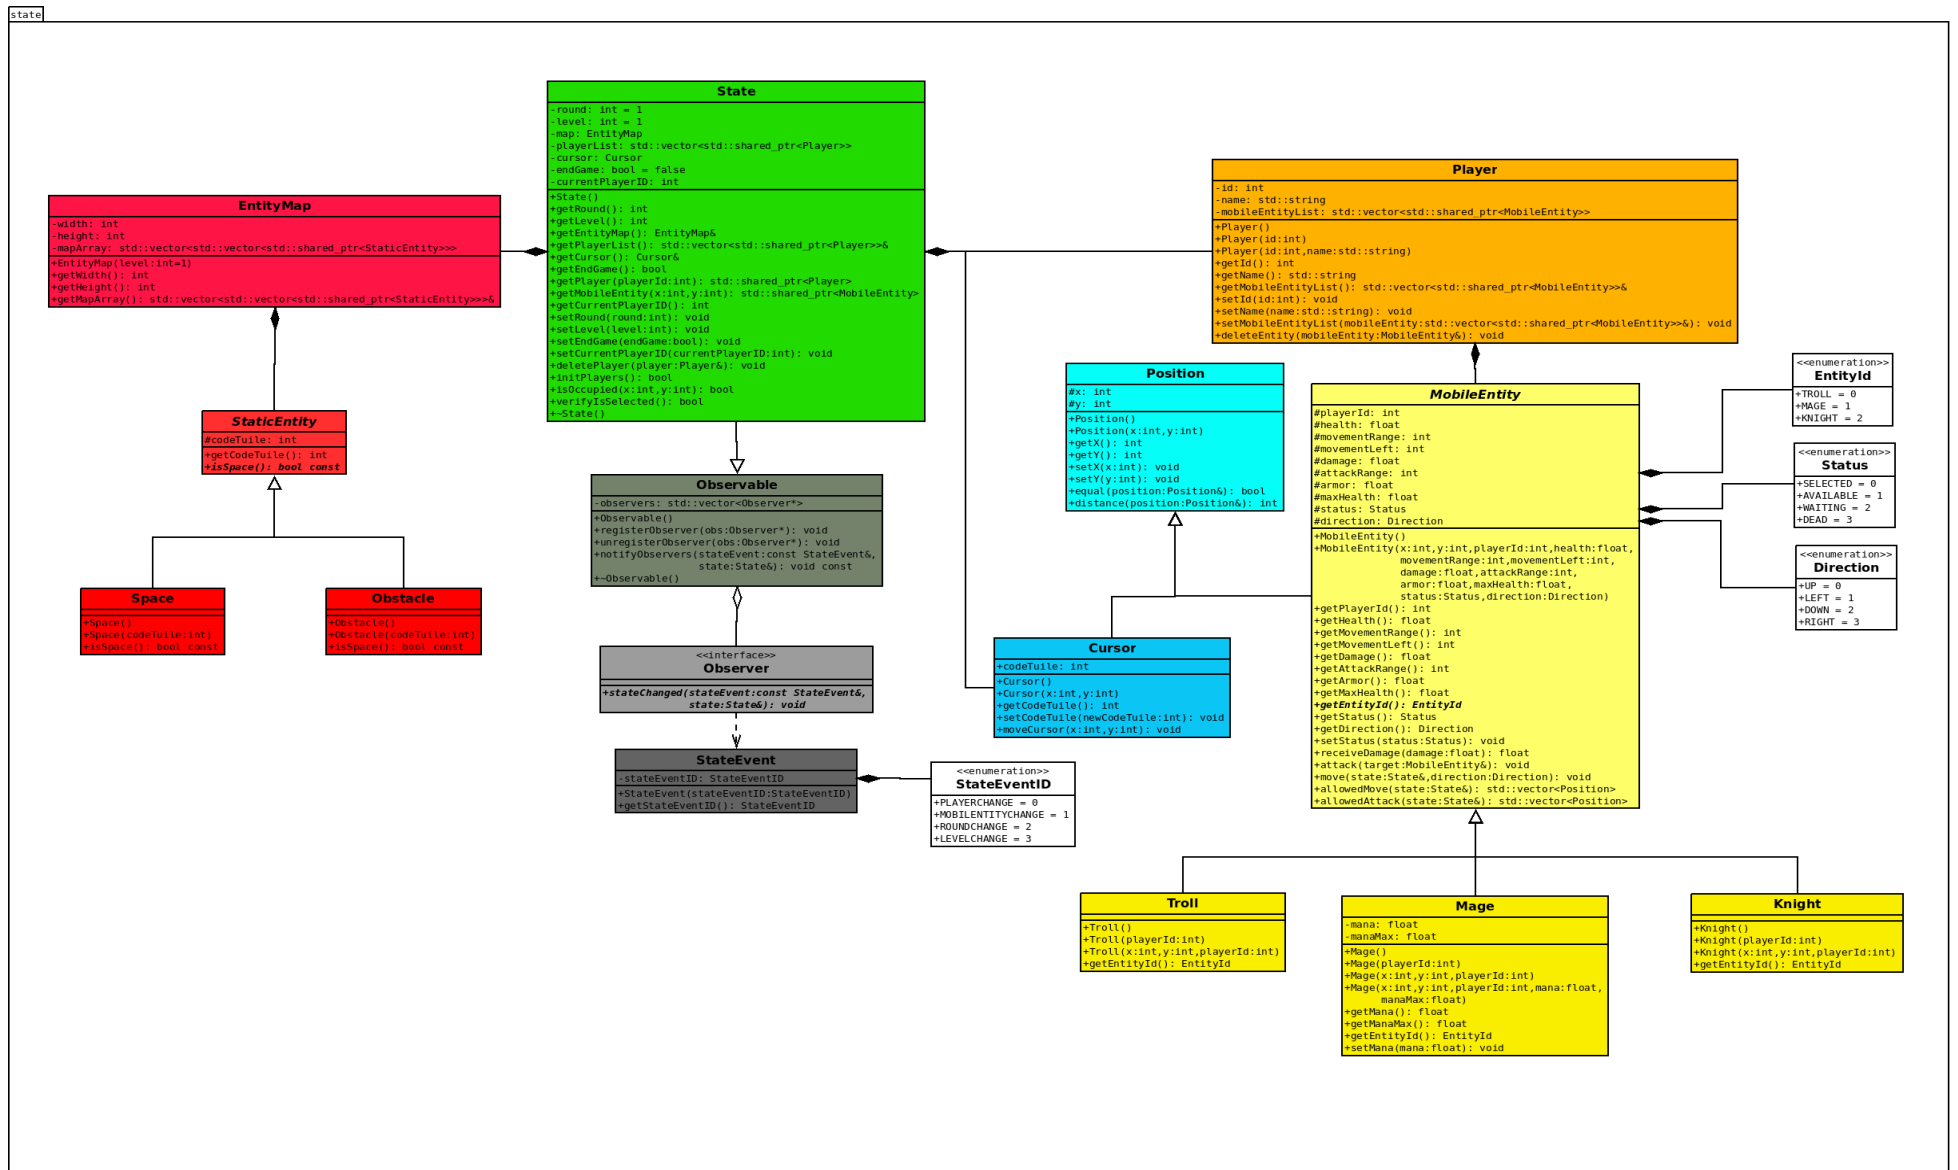 state
State
-round: int = 1
-level: int = 1
-map: EntityMap
-playerList: std::vector<std::shared_ptr<Player>>
-cursor: Cursor
-endGame: bool = false
-currentPlayerID: int
+State()
+getRound(): int
+getLevel(): int
+getEntityMap(): EntityMap&
+getPlayerList(): std::vector<std::shared_ptr<Player>>&
+getCursor(): Cursor&
+getEndGame(): bool
+getPlayer(playerId:int): std::shared_ptr<Player>
+getMobileEntity(x:int,y:int): std::shared_ptr<MobileEntity>
+getCurrentPlayerID(): int
+setRound(round:int): void
+setLevel(level:int): void
+setEndGame(endGame:bool): void
+setCurrentPlayerID(currentPlayerID:int): void
+deletePlayer(player:Player&): void
+initPlayers(): bool
+isOccupied(x:int,y:int): bool
+verifyIsSelected(): bool
+~State()
EntityMap
-width: int
-height: int
-mapArray: std::vector<std::vector<std::shared_ptr<StaticEntity>>>
+EntityMap(level:int=1)
+getWidth(): int
+getHeight(): int
+getMapArray(): std::vector<std::vector<std::shared_ptr<StaticEntity>>>&
StaticEntity
#codeTuile: int
+getCodeTuile(): int
+isSpace(): bool const
Space
+Space()
+Space(codeTuile:int)
+isSpace(): bool const
Obstacle
+Obstacle()
+Obstacle(codeTuile:int)
+isSpace(): bool const
Observable
-observers: std::vector<Observer*>
+Observable()
+registerObserver(obs:Observer*): void
+unregisterObserver(obs:Observer*): void
+notifyObservers(stateEvent:const StateEvent&,
state:State&): void const
+~Observable()
<<interface>>
Observer
+stateChanged(stateEvent:const StateEvent&,
state:State&): void
StateEvent
-stateEventID: StateEventID
+StateEvent(stateEventID:StateEventID)
+getStateEventID(): StateEventID
<<enumeration>>
StateEventID
+PLAYERCHANGE = 0
+MOBILENTITYCHANGE = 1
+ROUNDCHANGE = 2
+LEVELCHANGE = 3
Player
-id: int
-name: std::string
-mobileEntityList: std::vector<std::shared_ptr<MobileEntity>>
+Player()
+Player(id:int)
+Player(id:int,name:std::string)
+getId(): int
+getName(): std::string
+getMobileEntityList(): std::vector<std::shared_ptr<MobileEntity>>&
+setId(id:int): void
+setName(name:std::string): void
+setMobileEntityList(mobileEntity:std::vector<std::shared_ptr<MobileEntity>>&): void
+deleteEntity(mobileEntity:MobileEntity&): void
Position
#x: int
#y: int
+Position()
+Position(x:int,y:int)
+getX(): int
+getY(): int
+setX(x:int): void
+setY(y:int): void
+equal(position:Position&): bool
+distance(position:Position&): int
Cursor
+codeTuile: int
+Cursor()
+Cursor(x:int,y:int)
+getCodeTuile(): int
+setCodeTuile(newCodeTuile:int): void
+moveCursor(x:int,y:int): void
MobileEntity
#playerId: int
#health: float
#movementRange: int
#movementLeft: int
#damage: float
#attackRange: int
#armor: float
#maxHealth: float
#status: Status
#direction: Direction
+MobileEntity()
+MobileEntity(x:int,y:int,playerId:int,health:float,
movementRange:int,movementLeft:int,
damage:float,attackRange:int,
armor:float,maxHealth:float,
status:Status,direction:Direction)
+getPlayerId(): int
+getHealth(): float
+getMovementRange(): int
+getMovementLeft(): int
+getDamage(): float
+getAttackRange(): int
+getArmor(): float
+getMaxHealth(): float
+getEntityId(): EntityId
+getStatus(): Status
+getDirection(): Direction
+setStatus(status:Status): void
+receiveDamage(damage:float): float
+attack(target:MobileEntity&): void
+move(state:State&,direction:Direction): void
+allowedMove(state:State&): std::vector<Position>
+allowedAttack(state:State&): std::vector<Position>
<<enumeration>>
EntityId
+TROLL = 0
+MAGE = 1
+KNIGHT = 2
<<enumeration>>
Status
+SELECTED = 0
+AVAILABLE = 1
+WAITING = 2
+DEAD = 3
<<enumeration>>
Direction
+UP = 0
+LEFT = 1
+DOWN = 2
+RIGHT = 3
Troll
+Troll()
+Troll(playerId:int)
+Troll(x:int,y:int,playerId:int)
+getEntityId(): EntityId
Mage
-mana: float
-manaMax: float
+Mage()
+Mage(playerId:int)
+Mage(x:int,y:int,playerId:int)
+Mage(x:int,y:int,playerId:int,mana:float,
manaMax:float)
+getMana(): float
+getManaMax(): float
+getEntityId(): EntityId
+setMana(mana:float): void
Knight
+Knight()
+Knight(playerId:int)
+Knight(x:int,y:int,playerId:int)
+getEntityId(): EntityId